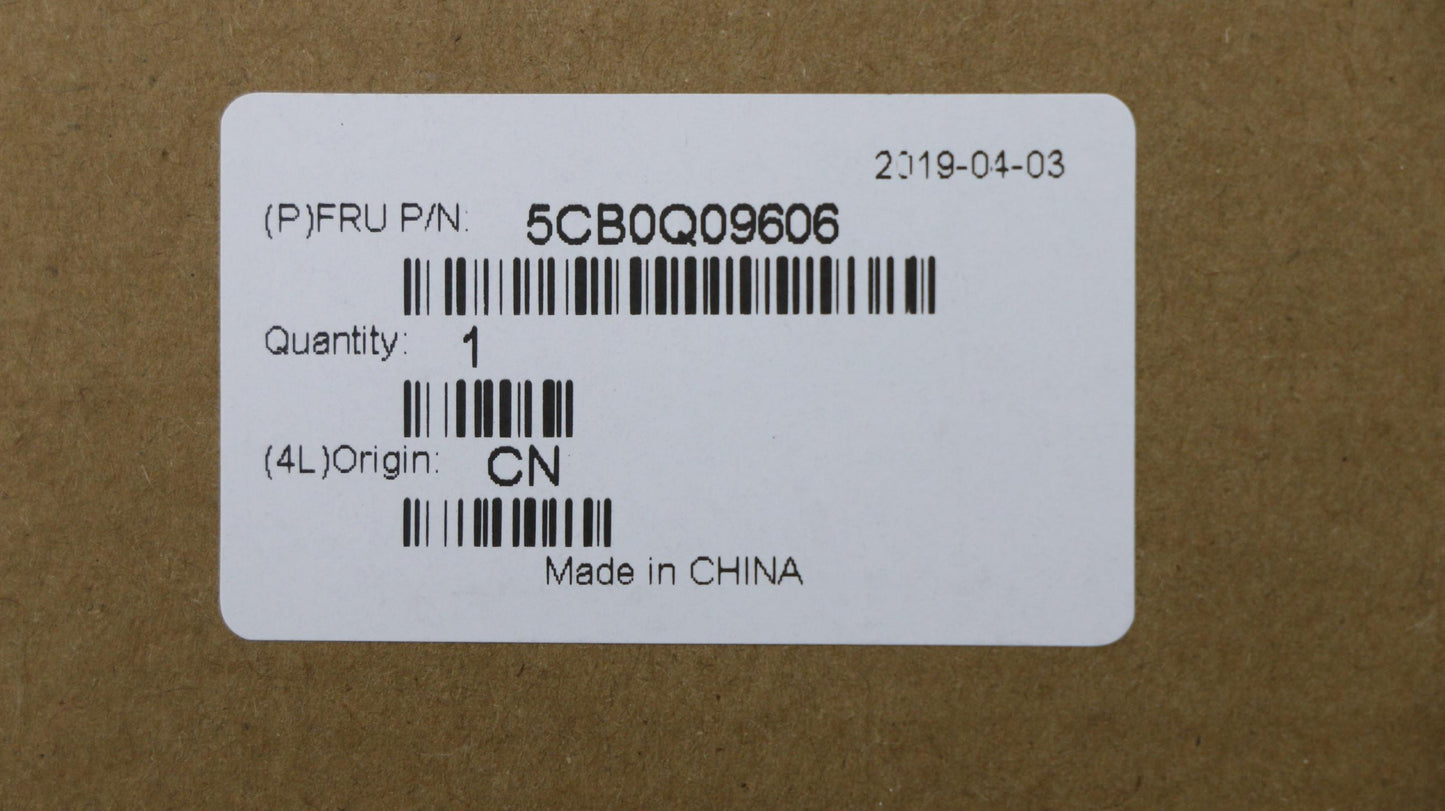 2019-04-03
(P)FRU P/N: 5CB0Q09606
Quantity: 1
(4L)Origin: CN
Made in CHINA